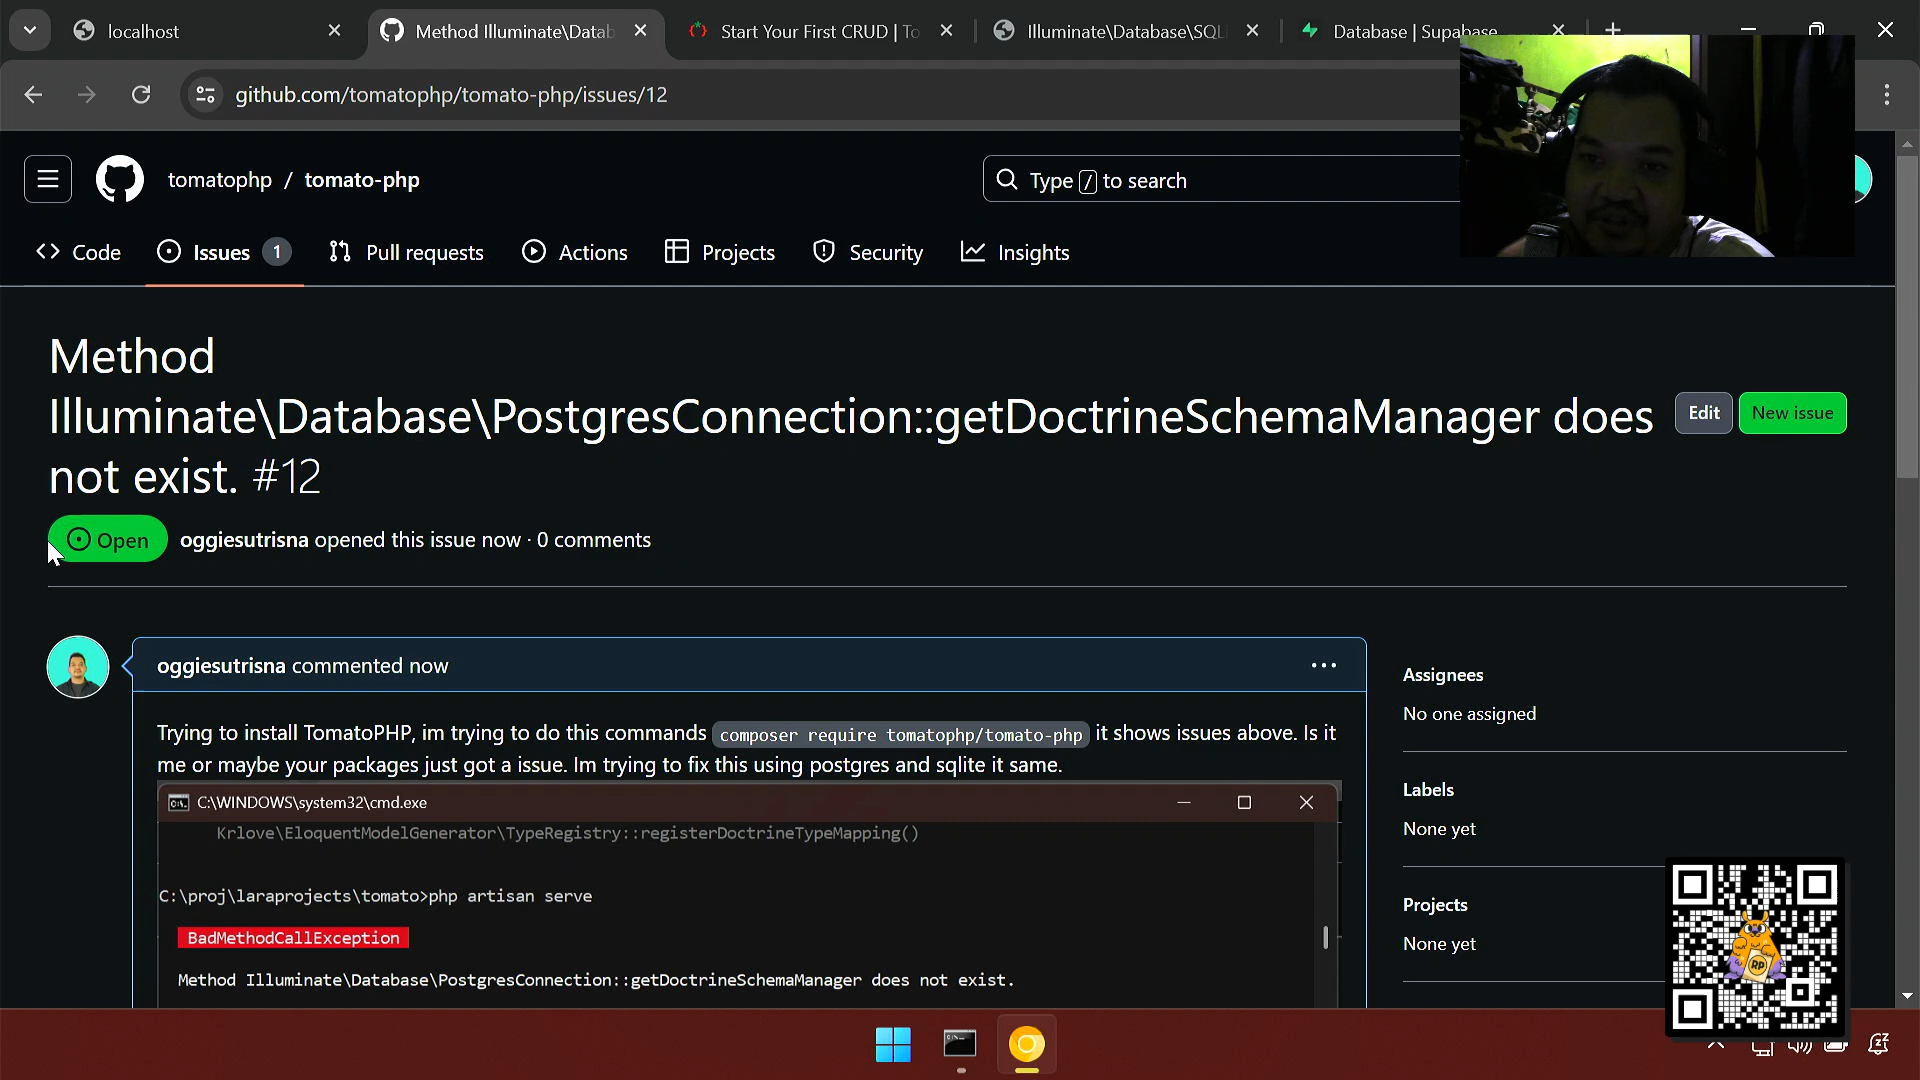 localhost
Method Illuminate\Datab
Start Your First CRUD | To
Illuminate\Database\SQLi
Database | Supabase
github.com/tomatophp/tomato-php/issues/12
tomatophp / tomato-php
Type / to search
Code
Issues 1
Pull requests
Actions
Projects
Security
Insights
Method
Illuminate\Database\PostgresConnection::getDoctrineSchemaManager does
not exist. #12
Edit
New issue
Open
oggiesutrisna opened this issue now · 0 comments
oggiesutrisna commented now
Trying to install TomatoPHP, im trying to do this commands composer require tomatophp/tomato-php it shows issues above. Is it
me or maybe your packages just got a issue. Im trying to fix this using postgres and sqlite it same.
C:\WINDOWS\system32\cmd.exe
Krlove\EloquentModelGenerator\TypeRegistry::registerDoctrineTypeMapping()
C:\proj\laraprojects\tomato>php artisan serve
BadMethodCallException
Method Illuminate\Database\PostgresConnection::getDoctrineSchemaManager does not exist.
Assignees
No one assigned
Labels
None yet
Projects
None yet
RP